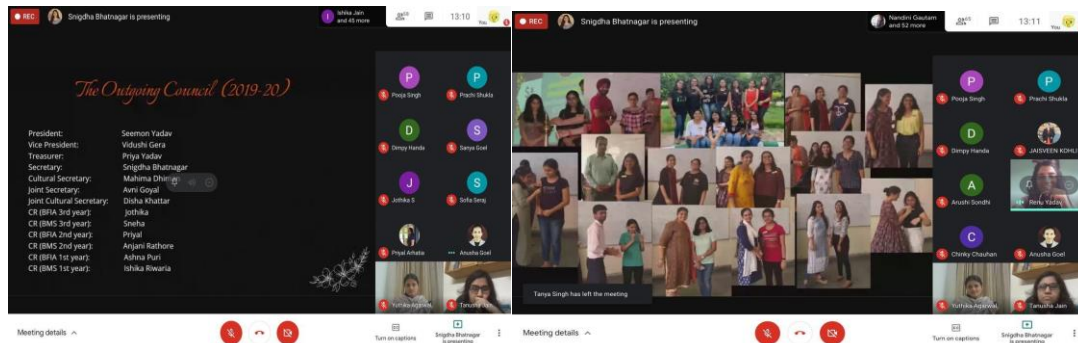 REC
Snigdha Bhatnagar is presenting
Ishika Jain
and 45 more
13:10
You
The Outgoing Council (2019-20)
President: Seemon Yadav
Vice President: Vidushi Gera
Treasurer: Priya Yadav
Secretary: Snigdha Bhatnagar
Cultural Secretary: Mahima Dhiman
Joint Secretary: Avni Goyal
Joint Cultural Secretary: Disha Khattar
CR (BFIA 3rd year): Jothika
CR (BMS 3rd year): Sneha
CR (BFIA 2nd year): Priyal
CR (BMS 2nd year): Anjani Rathore
CR (BFIA 1st year): Ashna Puri
CR (BMS 1st year): Ishika Riwaria
P
P
Pooja Singh
Prachi Shukla
D
S
Dimpy Handa
Sanya Goel
J
S
Jothika S
Sofia Seraj
Priyal Arhatia
Anusha Goel
Yuthika Agarwal
Tanusha Jain
Meeting details
Turn on captions
Snigdha Bhatnagar
is presenting
REC
Snigdha Bhatnagar is presenting
Nandini Gautam
and 52 more
13:11
You
P
P
Pooja Singh
Prachi Shukla
D
Dimpy Handa
JAISVEEN KOHLI
A
Arushi Sondhi
Renu Yadav
C
Chinky Chauhan
Anusha Goel
Yuthika Agarwal
Tanusha Jain
Tanya Singh has left the meeting
Meeting details
Turn on captions
Snigdha Bhatnagar
is presenting